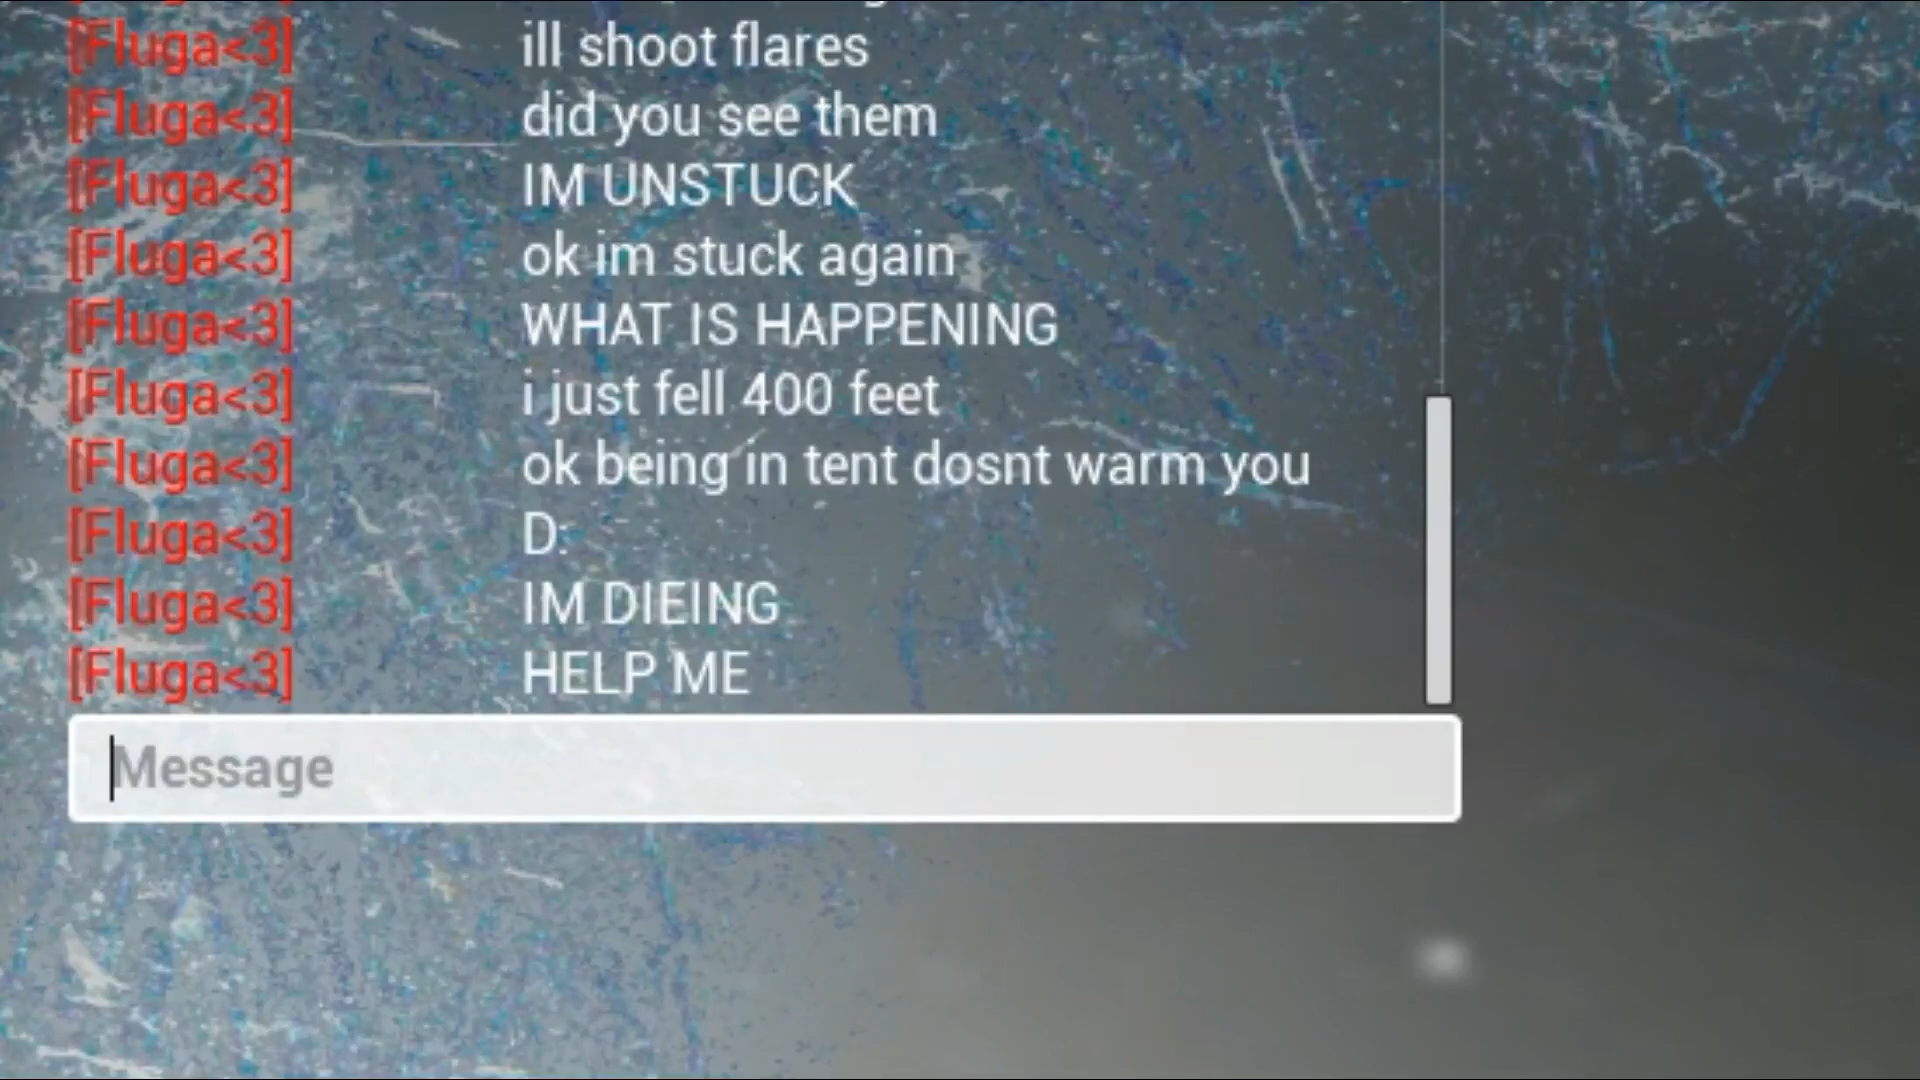 [Fluga<3] ill shoot flares
[Fluga<3] did you see them
[Fluga<3] IM UNSTUCK
[Fluga<3] ok im stuck again
[Fluga<3] WHAT IS HAPPENING
[Fluga<3] i just fell 400 feet
[Fluga<3] ok being in tent dosnt warm you
[Fluga<3] D:
[Fluga<3] IM DIEING
[Fluga<3] HELP ME
Message